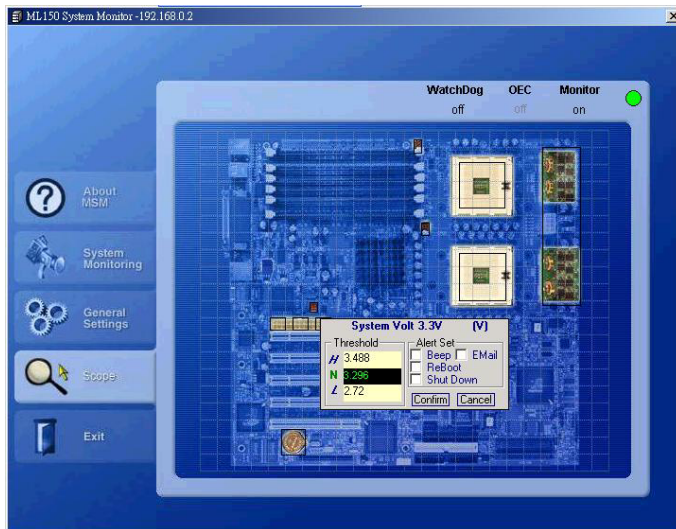 ML150 System Monitor -192.168.0.2
WatchDog OEC Monitor
off off on
About
MSM
System
Monitoring
General
Settings
Scope
Exit
System Volt 3.3V (V)
Threshold
H 3.488
N 3.296
L 2.72
Alert Set
Beep EMail
ReBoot
Shut Down
Confirm Cancel